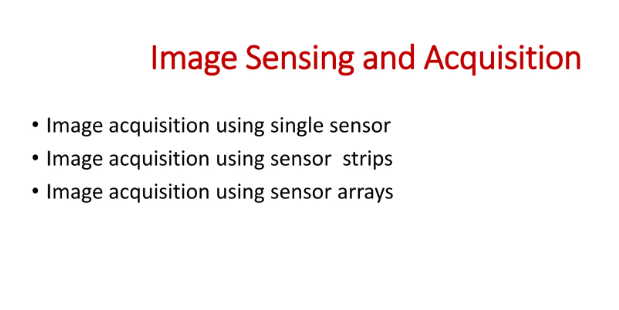 Image Sensing and Acquisition
• Image acquisition using single sensor
• Image acquisition using sensor  strips
• Image acquisition using sensor arrays